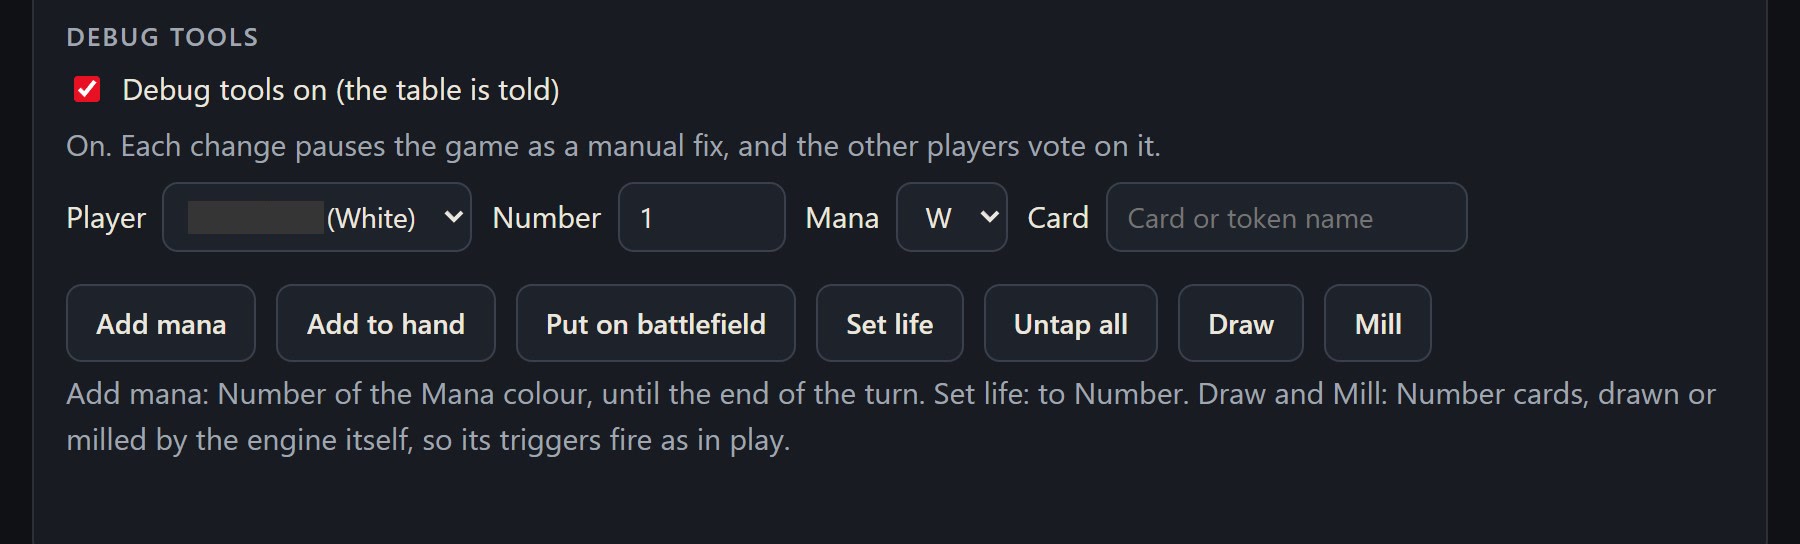 DEBUG TOOLS
Debug tools on (the table is told)
On. Each change pauses the game as a manual fix, and the other players vote on it.
Player (White) Number 1 Mana W Card Card or token name
Add mana Add to hand Put on battlefield Set life Untap all Draw Mill
Add mana: Number of the Mana colour, until the end of the turn. Set life: to Number. Draw and Mill: Number cards, drawn or
milled by the engine itself, so its triggers fire as in play.